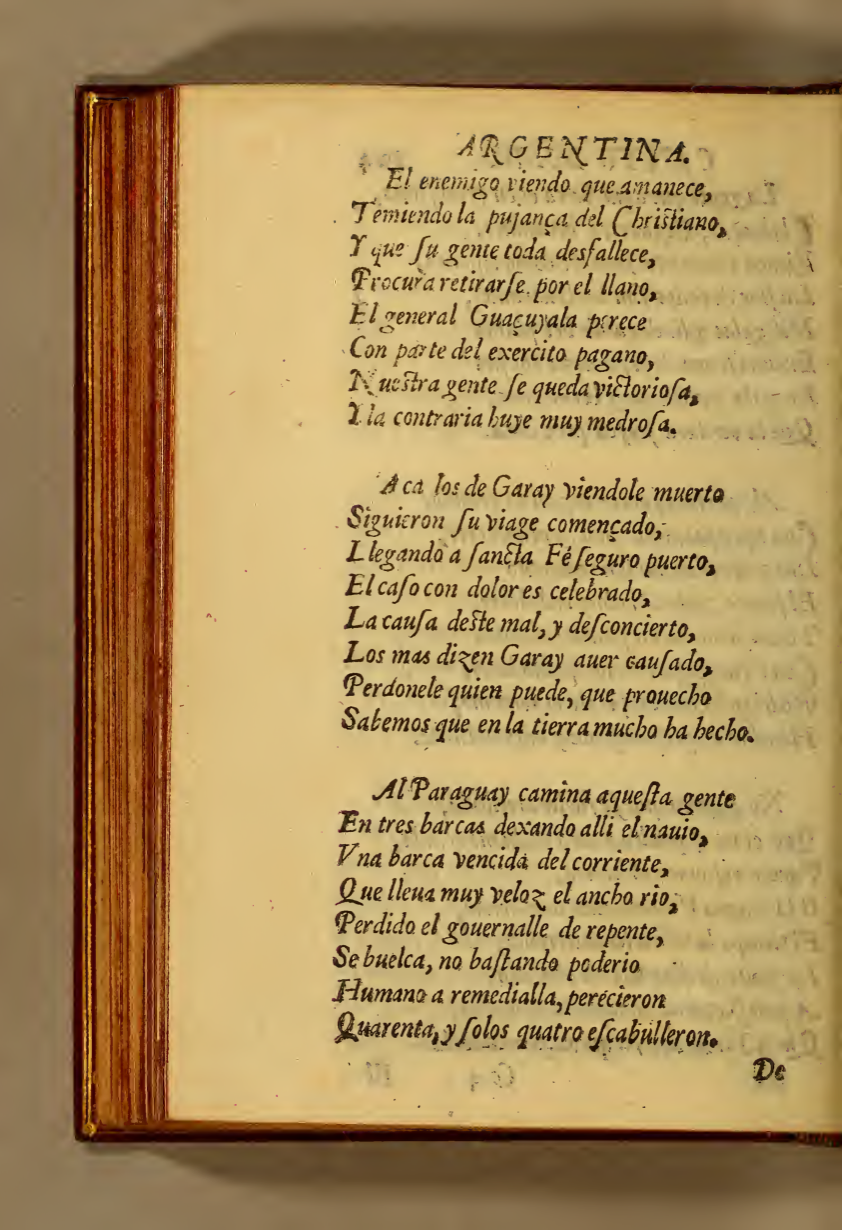 ARGENTINA.
El enemigo viendo que amanece,
Temiendo la pujança del Christiano,
Y que ſu gente toda desfallece,
Procura retirarſe por el llano,
El general Guaçuyala perece
Con parte del exercito pagano,
Nueſtra gente ſe queda victorioſa,
Y la contraria huye muy medroſa.
Aca los de Garay viendole muerto
Siguieron ſu viage començado,
Llegando a ſancta Fé ſeguro puerto,
El caſo con dolor es celebrado,
La cauſa deſte mal, y deſconcierto,
Los mas dizen Garay auer cauſado,
Perdonele quien puede, que prouecho
Sabemos que en la tierra mucho ha hecho.
Al Paraguay camina aqueſta gente
En tres barcas dexando alli el nauio,
Vna barca vencida del corriente,
Que lleua muy veloz el ancho rio,
Perdido el gouernalle de repente,
Se buelca, no baſtando poderio
Humano a remedialla, perecieron
Quarenta, y ſolos quatro eſcabulleron.
De